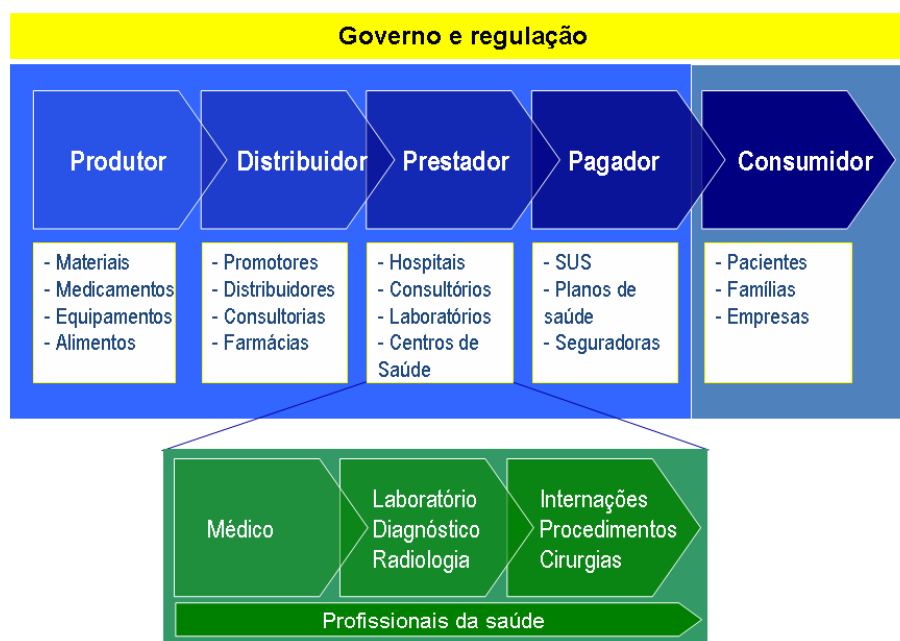 Governo e regulação
Produtor
Distribuidor
Prestador
Pagador
Consumidor
- Materiais
- Medicamentos
- Equipamentos
- Alimentos
- Promotores
- Distribuidores
- Consultorias
- Farmácias
- Hospitais
- Consultórios
- Laboratórios
- Centros de
Saúde
- SUS
- Planos de
saúde
- Seguradoras
- Pacientes
- Famílias
- Empresas
Médico
Laboratório
Diagnóstico
Radiologia
Internações
Procedimentos
Cirurgias
Profissionais da saúde